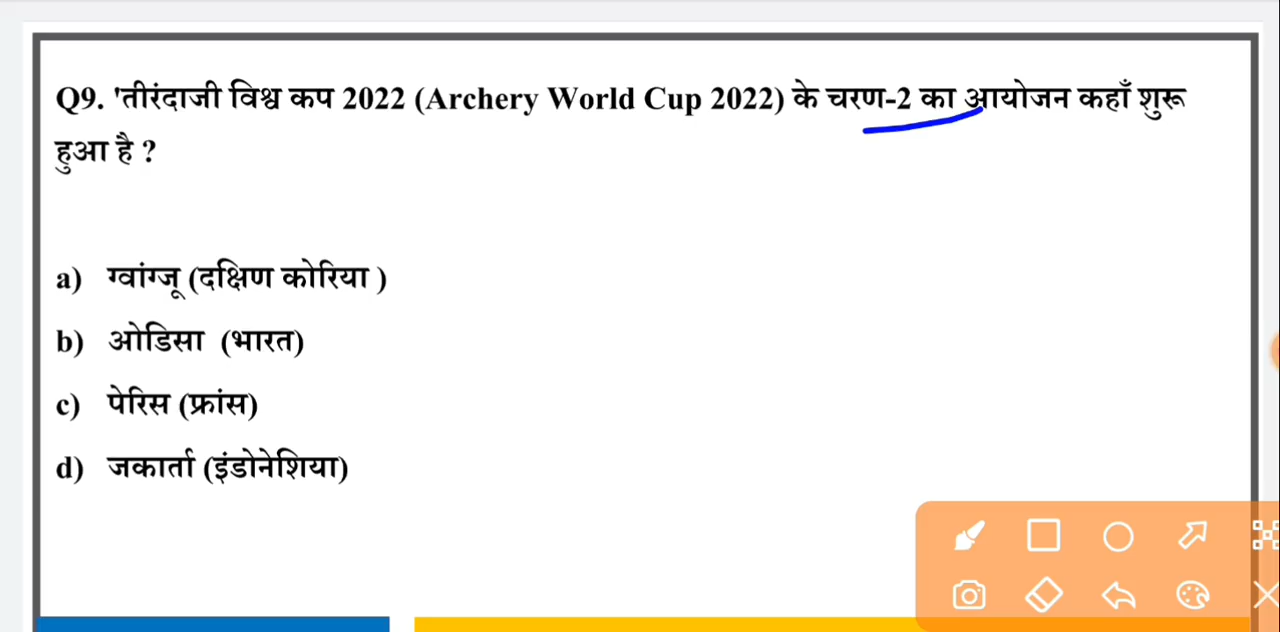 Q9. 'तीरंदाजी विश्व कप 2022 (Archery World Cup 2022) के चरण-2 का आयोजन कहाँ शुरू
हुआ है ?
a) ग्वांग्जू (दक्षिण कोरिया )
b) ओडिसा (भारत)
c) पेरिस (फ्रांस)
d) जकार्ता (इंडोनेशिया)